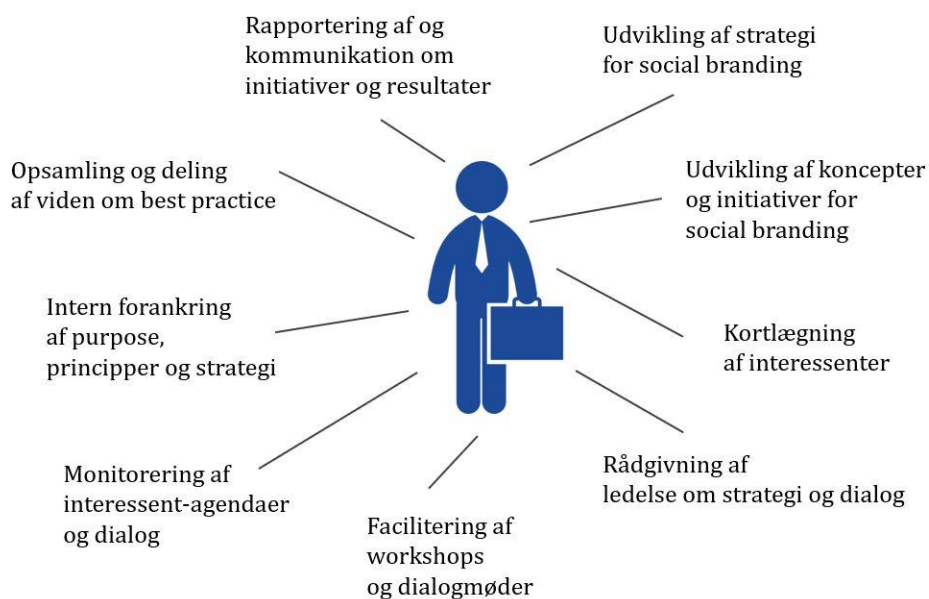 Rapportering af og
kommunikation om
initiativer og resultater
Udvikling af strategi
for social branding
Opsamling og deling
af viden om best practice
Udvikling af koncepter
og initiativer for
social branding
Intern forankring
af purpose,
principper og strategi
Kortlægning
af interessenter
Monitorering af
interessent-agendaer
og dialog
Rådgivning af
ledelse om strategi og dialog
Facilitering af
workshops
og dialogmøder